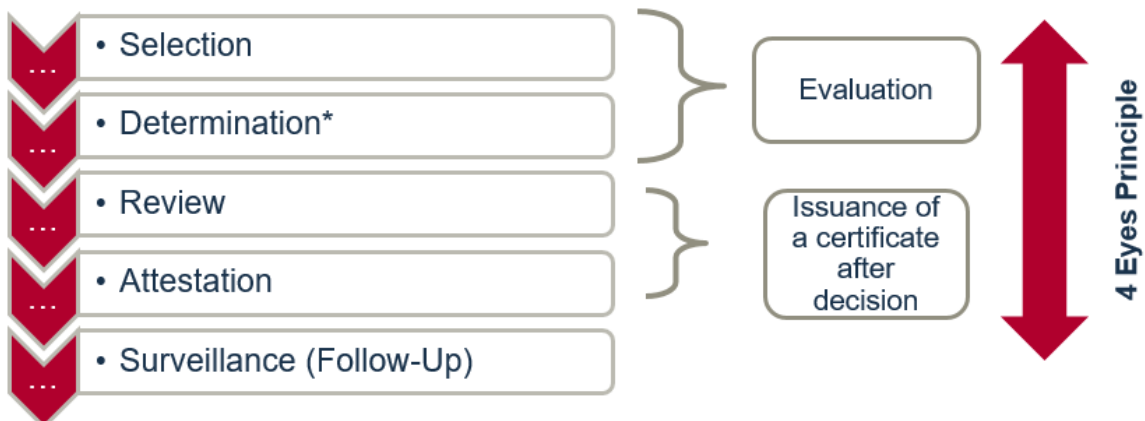 ...
• Selection
...
• Determination*
...
• Review
...
• Attestation
...
• Surveillance (Follow-Up)
Evaluation
Issuance of
a certificate
after
decision
4 Eyes Principle